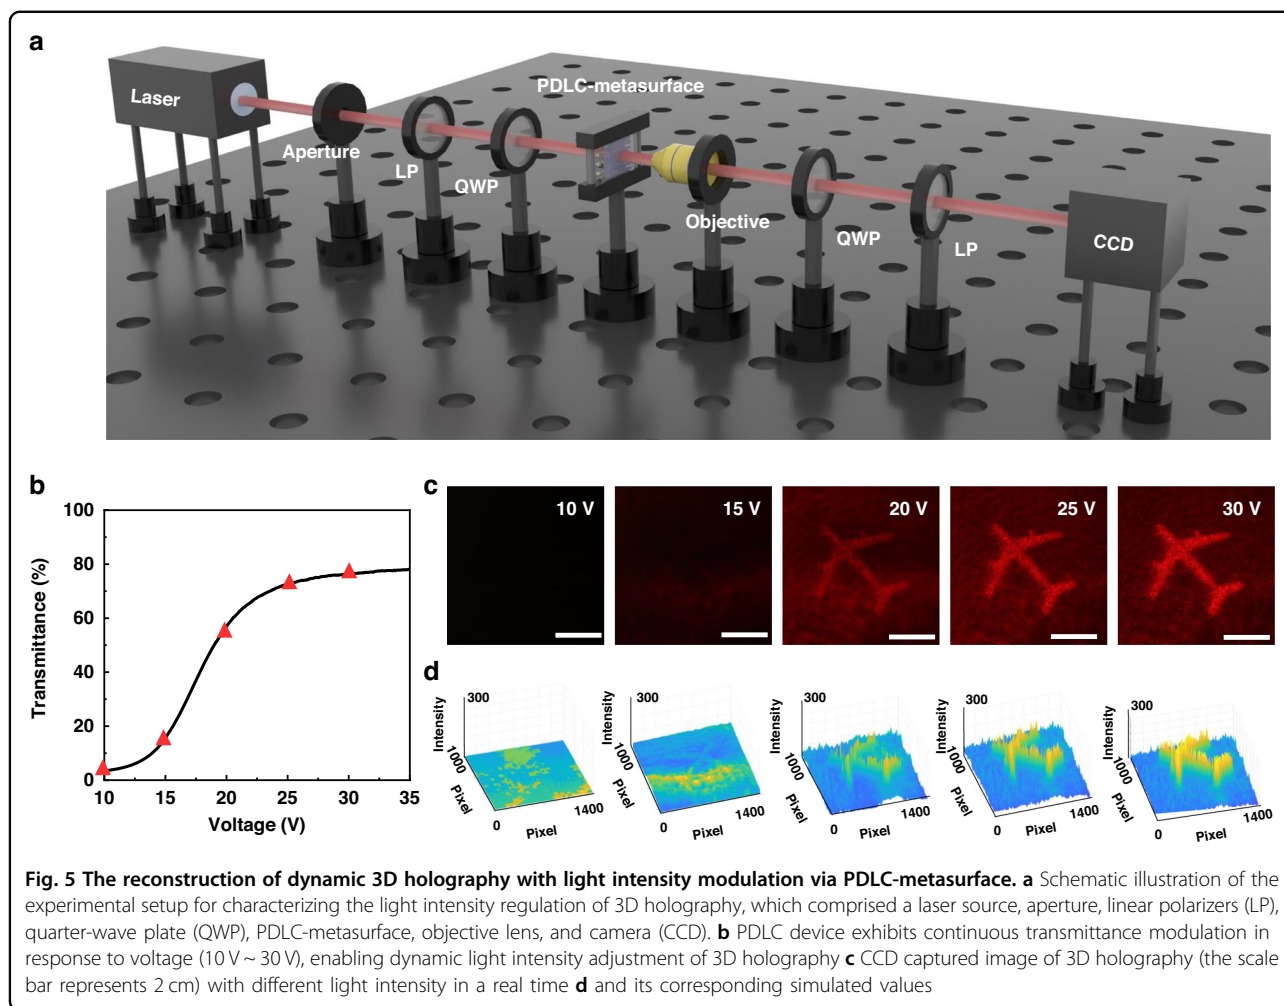 a
Laser
Aperture
LP
QWP
PDLC-metasurface
Objective
QWP
LP
CCD
b
Transmittance (%)
100
80
60
40
20
0
10 15 20 25 30 35
Voltage (V)
c
10 V 15 V 20 V 25 V 30 V
d
Intensity
300
1000
Pixel
0
Pixel
1400
Intensity
300
1000
Pixel
0
Pixel
1400
Intensity
300
1000
Pixel
0
Pixel
1400
Intensity
300
1000
Pixel
0
Pixel
1400
Intensity
300
1000
Pixel
0
Pixel
1400
Fig. 5 The reconstruction of dynamic 3D holography with light intensity modulation via PDLC-metasurface. a Schematic illustration of the
experimental setup for characterizing the light intensity regulation of 3D holography, which comprised a laser source, aperture, linear polarizers (LP),
quarter-wave plate (QWP), PDLC-metasurface, objective lens, and camera (CCD). b PDLC device exhibits continuous transmittance modulation in
response to voltage (10 V ~ 30 V), enabling dynamic light intensity adjustment of 3D holography c CCD captured image of 3D holography (the scale
bar represents 2 cm) with different light intensity in a real time d and its corresponding simulated values